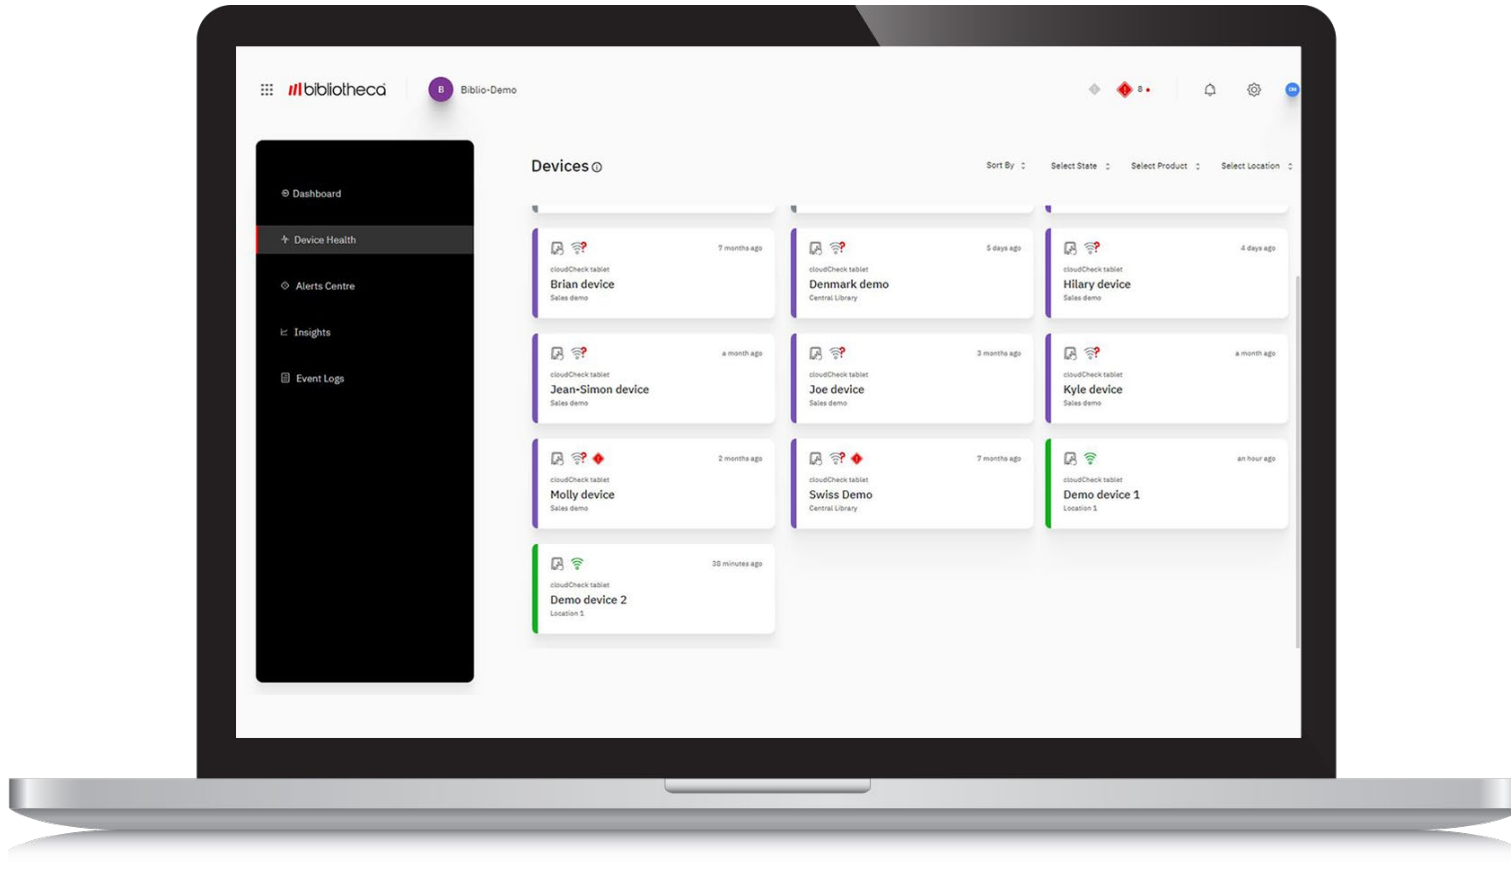 bibliotheca
B
Biblio-Demo
8
Dashboard
Device Health
Alerts Centre
Insights
Event Logs
Devices
Sort By
Select State
Select Product
Select Location
7 months ago
cloudCheck tablet
Brian device
Sales demo
5 days ago
cloudCheck tablet
Denmark demo
Central Library
4 days ago
cloudCheck tablet
Hilary device
Sales demo
a month ago
cloudCheck tablet
Jean-Simon device
Sales demo
3 months ago
cloudCheck tablet
Joe device
Sales demo
a month ago
cloudCheck tablet
Kyle device
Sales demo
2 months ago
cloudCheck tablet
Molly device
Sales demo
7 months ago
cloudCheck tablet
Swiss Demo
Central Library
an hour ago
cloudCheck tablet
Demo device 1
Location 1
38 minutes ago
cloudCheck tablet
Demo device 2
Location 1